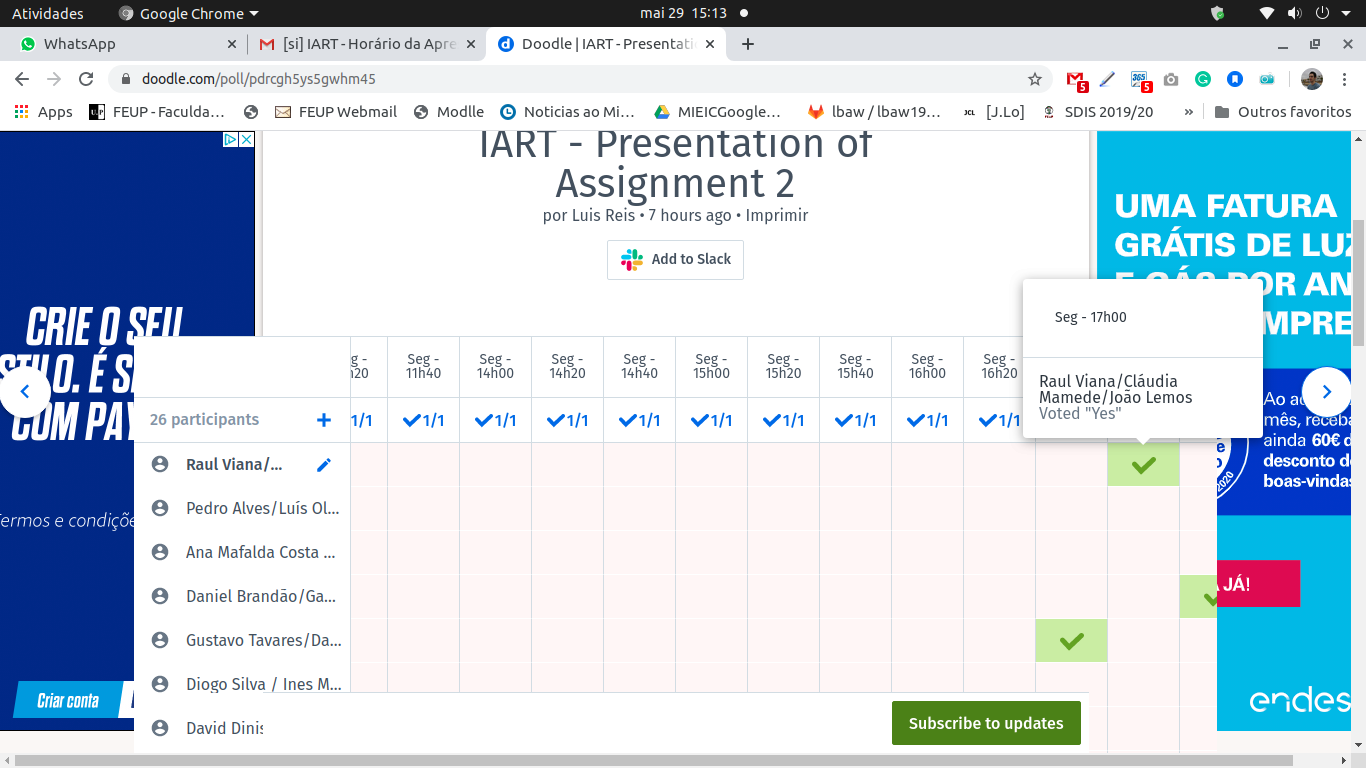 Atividades
Google Chrome
mai 29 15:13
WhatsApp
[si] IART - Horário da Apre
Doodle | IART - Presentati
doodle.com/poll/pdrcgh5ys5gwhm45
5
365
5
Apps
FEUP - Faculda...
FEUP Webmail
Modlle
Noticias ao Mi...
MIEICGoogle...
lbaw / lbaw19...
JCL
[J.Lo]
SDIS 2019/20
»
Outros favoritos
IART - Presentation of
Assignment 2
por Luis Reis • 7 hours ago • Imprimir
Add to Slack
CRIE O SEU
COM PAY
Termos e condiçõe
Criar conta
UMA FATURA
GRÁTIS DE LUZ
E GÁS POR AN
MPRE
Seg - 17h00
Raul Viana/Cláudia
Mamede/João Lemos
Voted "Yes"
Ao ad
mês, receba
ainda 60€ d
desconto de
boas-vindas
2020
A JÁ!
endes
Seg - 11h40
Seg - 14h00
Seg - 14h20
Seg - 14h40
Seg - 15h00
Seg - 15h20
Seg - 15h40
Seg - 16h00
Seg - 16h20
26 participants
+
1/1
1/1
1/1
1/1
1/1
1/1
1/1
1/1
1/1
1/1
Raul Viana/...
Pedro Alves/Luís Ol...
Ana Mafalda Costa ...
Daniel Brandão/Ga...
Gustavo Tavares/Da...
Diogo Silva / Ines M...
David Dinis
Subscribe to updates